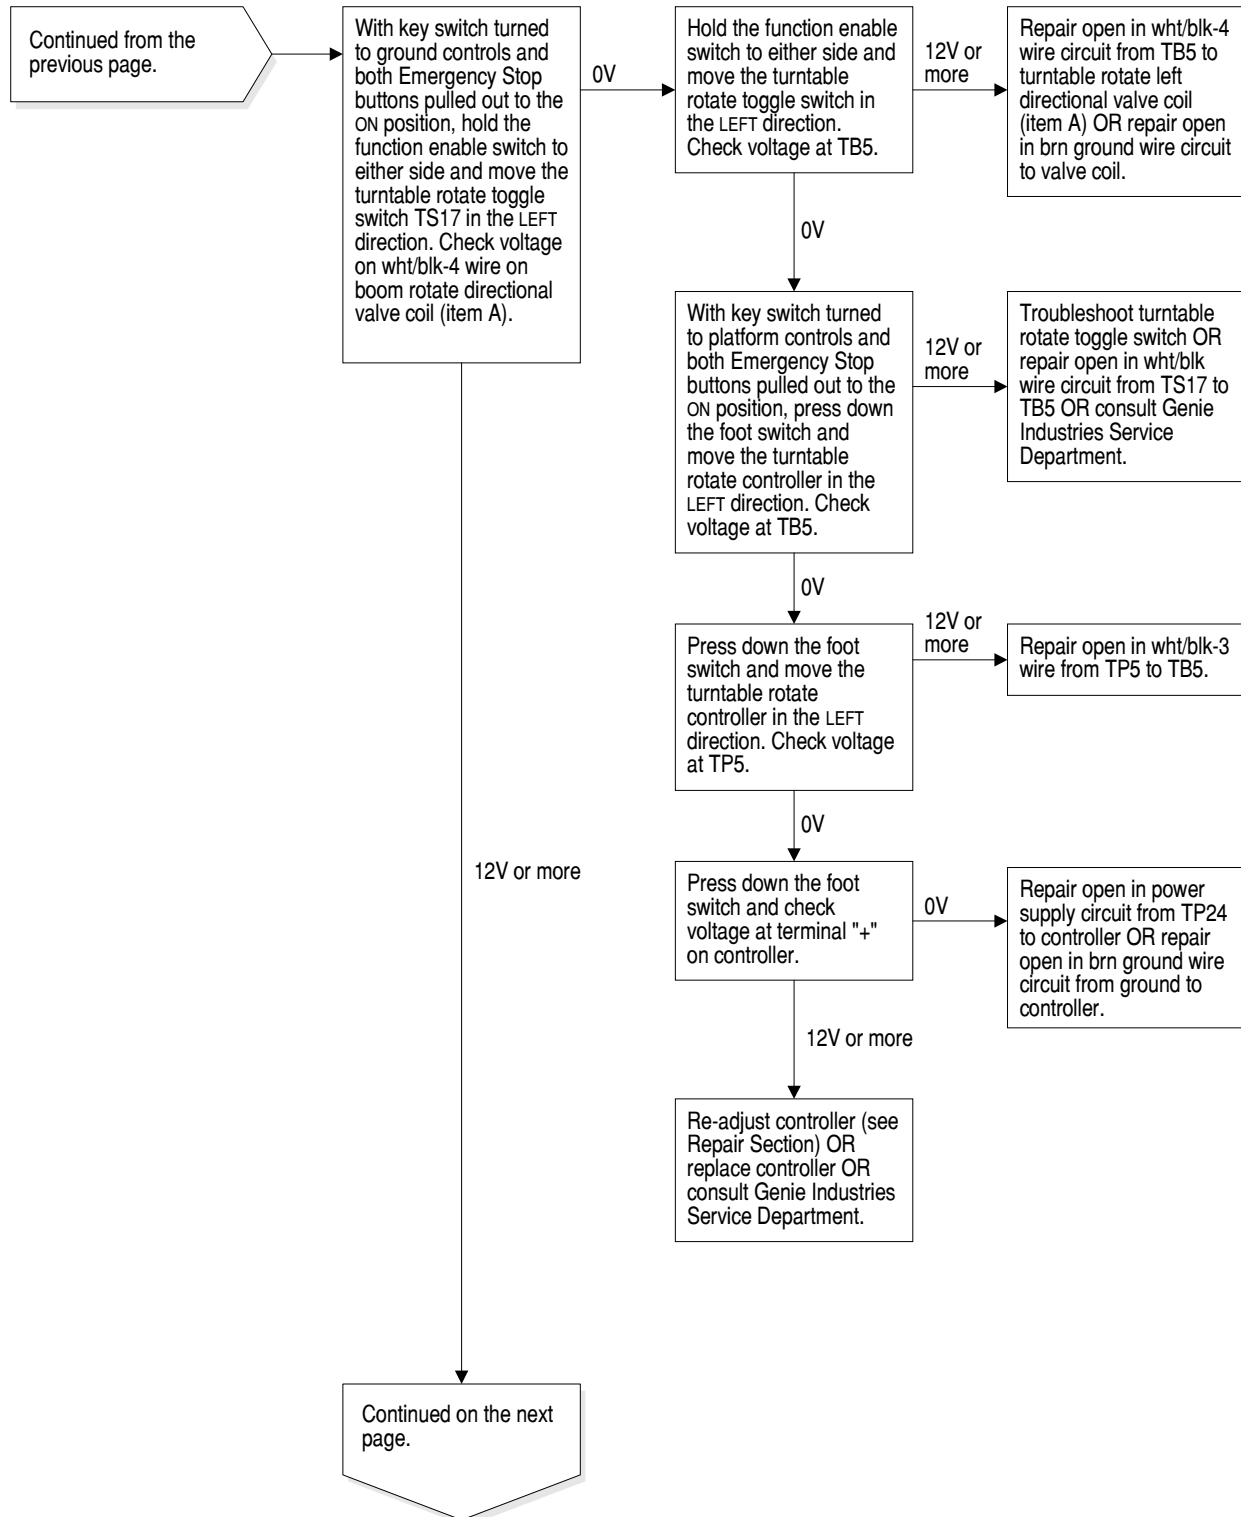 Continued from the
previous page.
With key switch turned
to ground controls and
both Emergency Stop
buttons pulled out to the
ON position, hold the
function enable switch to
either side and move the
turntable rotate toggle
switch TS17 in the LEFT
direction. Check voltage
on wht/blk-4 wire on
boom rotate directional
valve coil (item A).
0V
Hold the function enable
switch to either side and
move the turntable
rotate toggle switch in
the LEFT direction.
Check voltage at TB5.
12V or
more
Repair open in wht/blk-4
wire circuit from TB5 to
turntable rotate left
directional valve coil
(item A) OR repair open
in brn ground wire circuit
to valve coil.
0V
With key switch turned
to platform controls and
both Emergency Stop
buttons pulled out to the
ON position, press down
the foot switch and
move the turntable
rotate controller in the
LEFT direction. Check
voltage at TB5.
12V or
more
Troubleshoot turntable
rotate toggle switch OR
repair open in wht/blk
wire circuit from TS17 to
TB5 OR consult Genie
Industries Service
Department.
0V
Press down the foot
switch and move the
turntable rotate
controller in the LEFT
direction. Check voltage
at TP5.
12V or
more
Repair open in wht/blk-3
wire from TP5 to TB5.
0V
12V or more
Press down the foot
switch and check
voltage at terminal "+"
on controller.
0V
Repair open in power
supply circuit from TP24
to controller OR repair
open in brn ground wire
circuit from ground to
controller.
12V or more
Re-adjust controller (see
Repair Section) OR
replace controller OR
consult Genie Industries
Service Department.
Continued on the next
page.